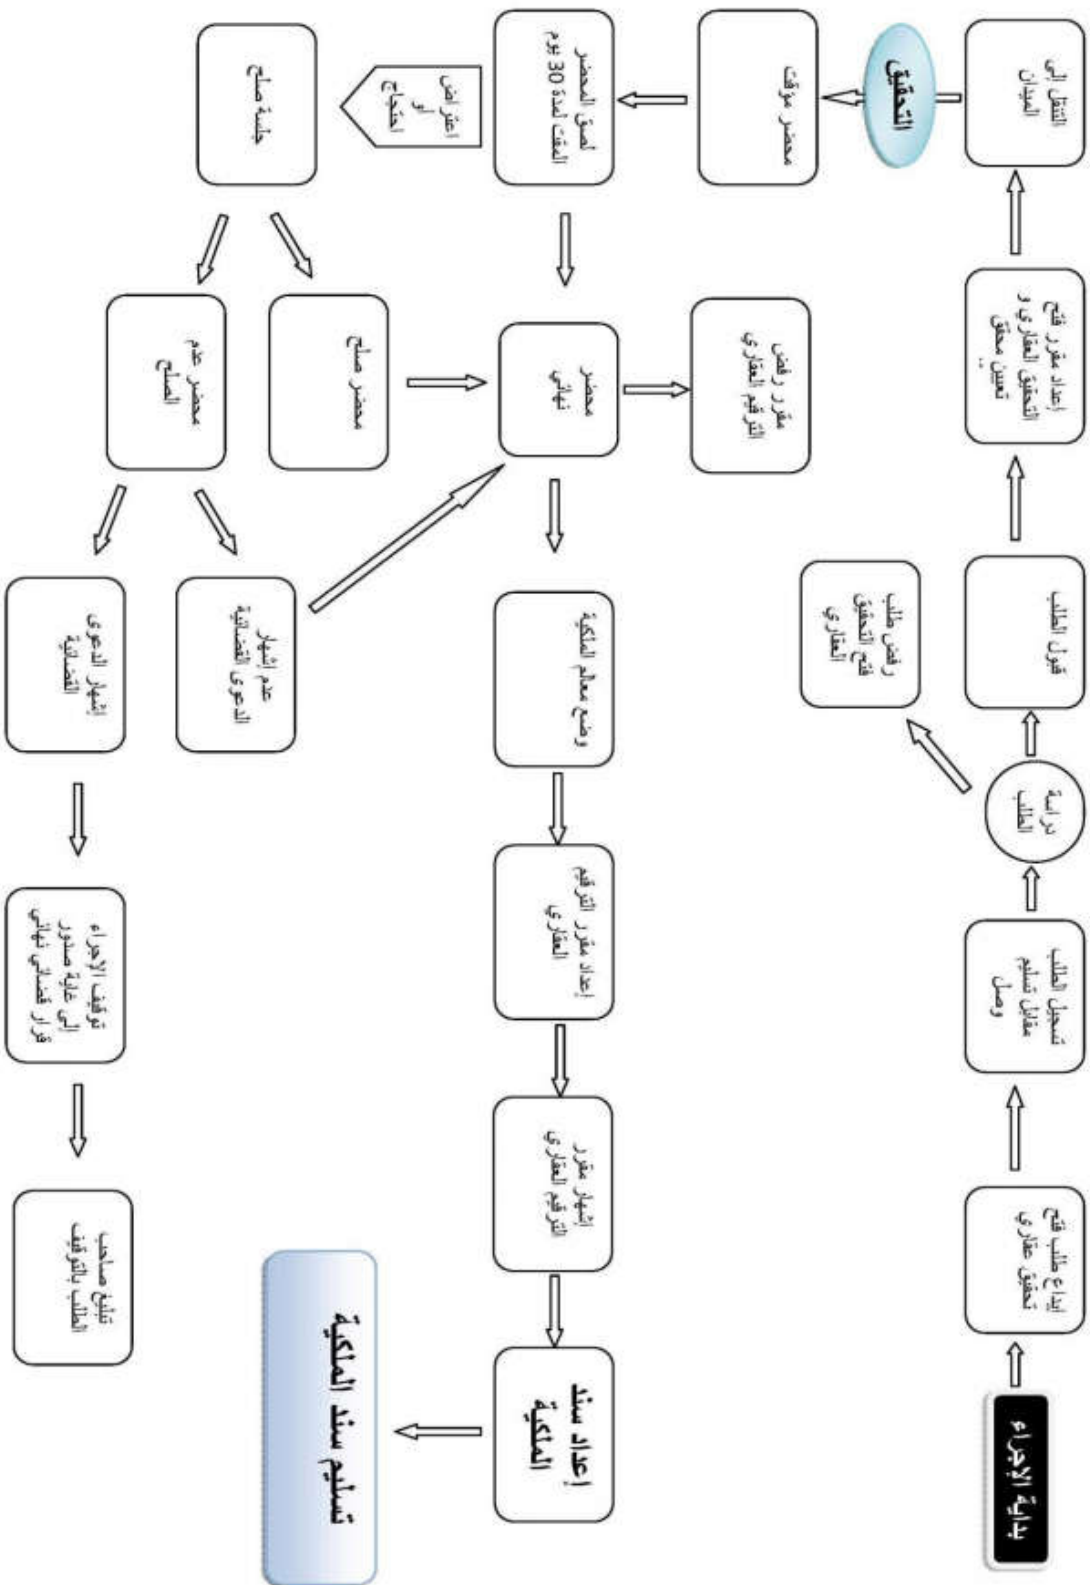 بداية الإجراء
إيداع طلب فتح
تحقيق عقاري
تسجيل الطلب
مقابل تسليم
وصل
دراسة
الطلب
قبول الطلب
رفض طلب
فتح التحقيق
العقاري
إعداد مقرر فتح
التحقيق العقاري و
تعيين محقق
التنقل إلى
الميدان
التحقيق
محضر مؤقت
لصق المحضر
المقت لمدة 30 يوم
اعتراض
او
احتجاج
جلسة صلح
محضر صلح
محضر عدم
الصلح
محضر
نهائي
مقرر رفض
الترقيم العقاري
عدم إشهار
الدعوى القضائية
إشهار الدعوى
القضائية
توقيف الإجراء
إلى غاية صدور
قرار قضائي نهائي
تبليغ صاحب
الطلب بالتوقيف
وضع معالم الملكية
إعداد مقرر الترقيم
العقاري
إشهار مقرر
الترقيم العقاري
إعداد سند
الملكية
تسليم سند الملكية